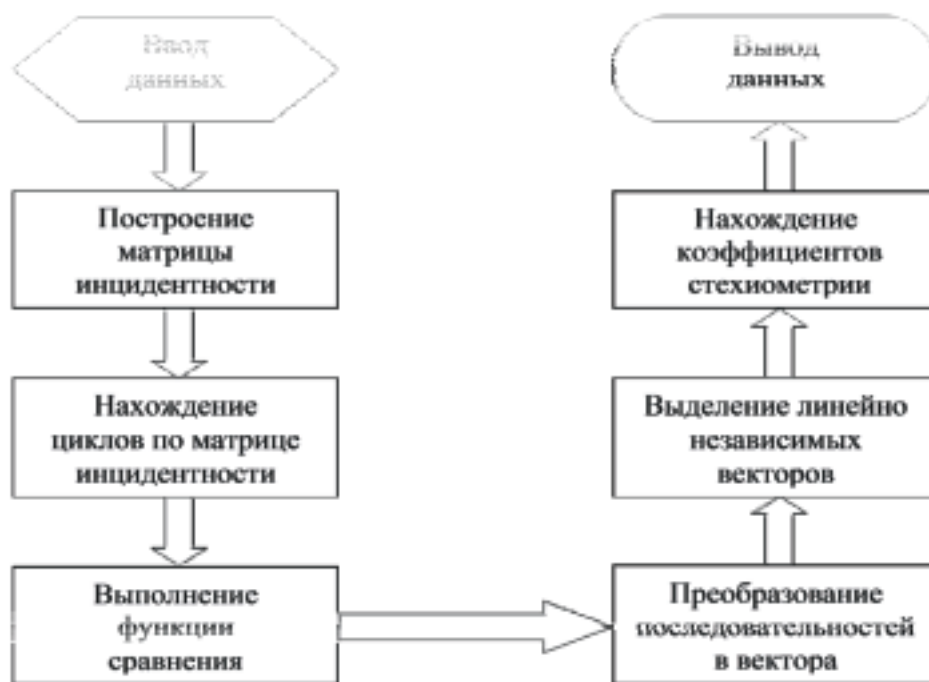 Ввод
данных
Построение
матрицы
инцидентности
Нахождение
циклов по матрице
инцидентности
Выполнение
функции
сравнения
Преобразование
последовательностей
в вектора
Выделение линейно
независимых
векторов
Нахождение
коэффициентов
стехиометрии
Вывод
данных